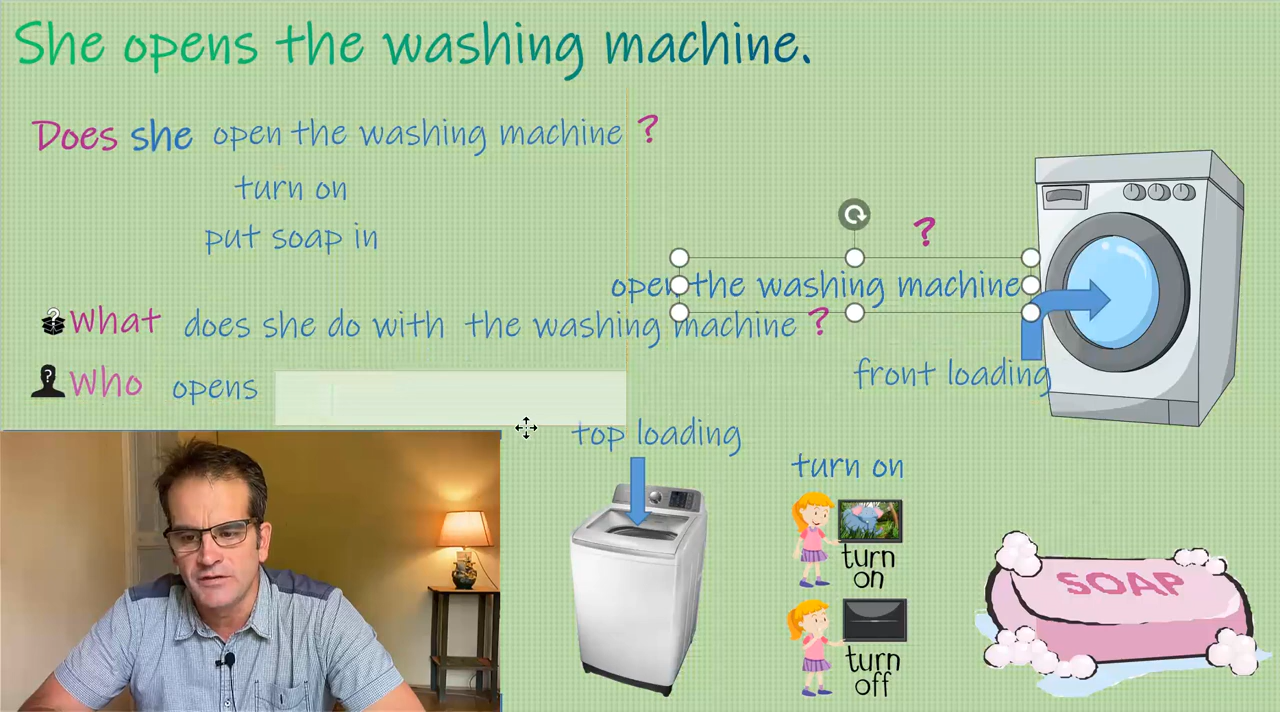 She opens the washing machine.
Does she open the washing machine ?
turn on
put soap in
?
open the washing machine
What does she do with the washing machine ?
Who opens
front loading
top loading
turn on
turn on
turn off
SOAP